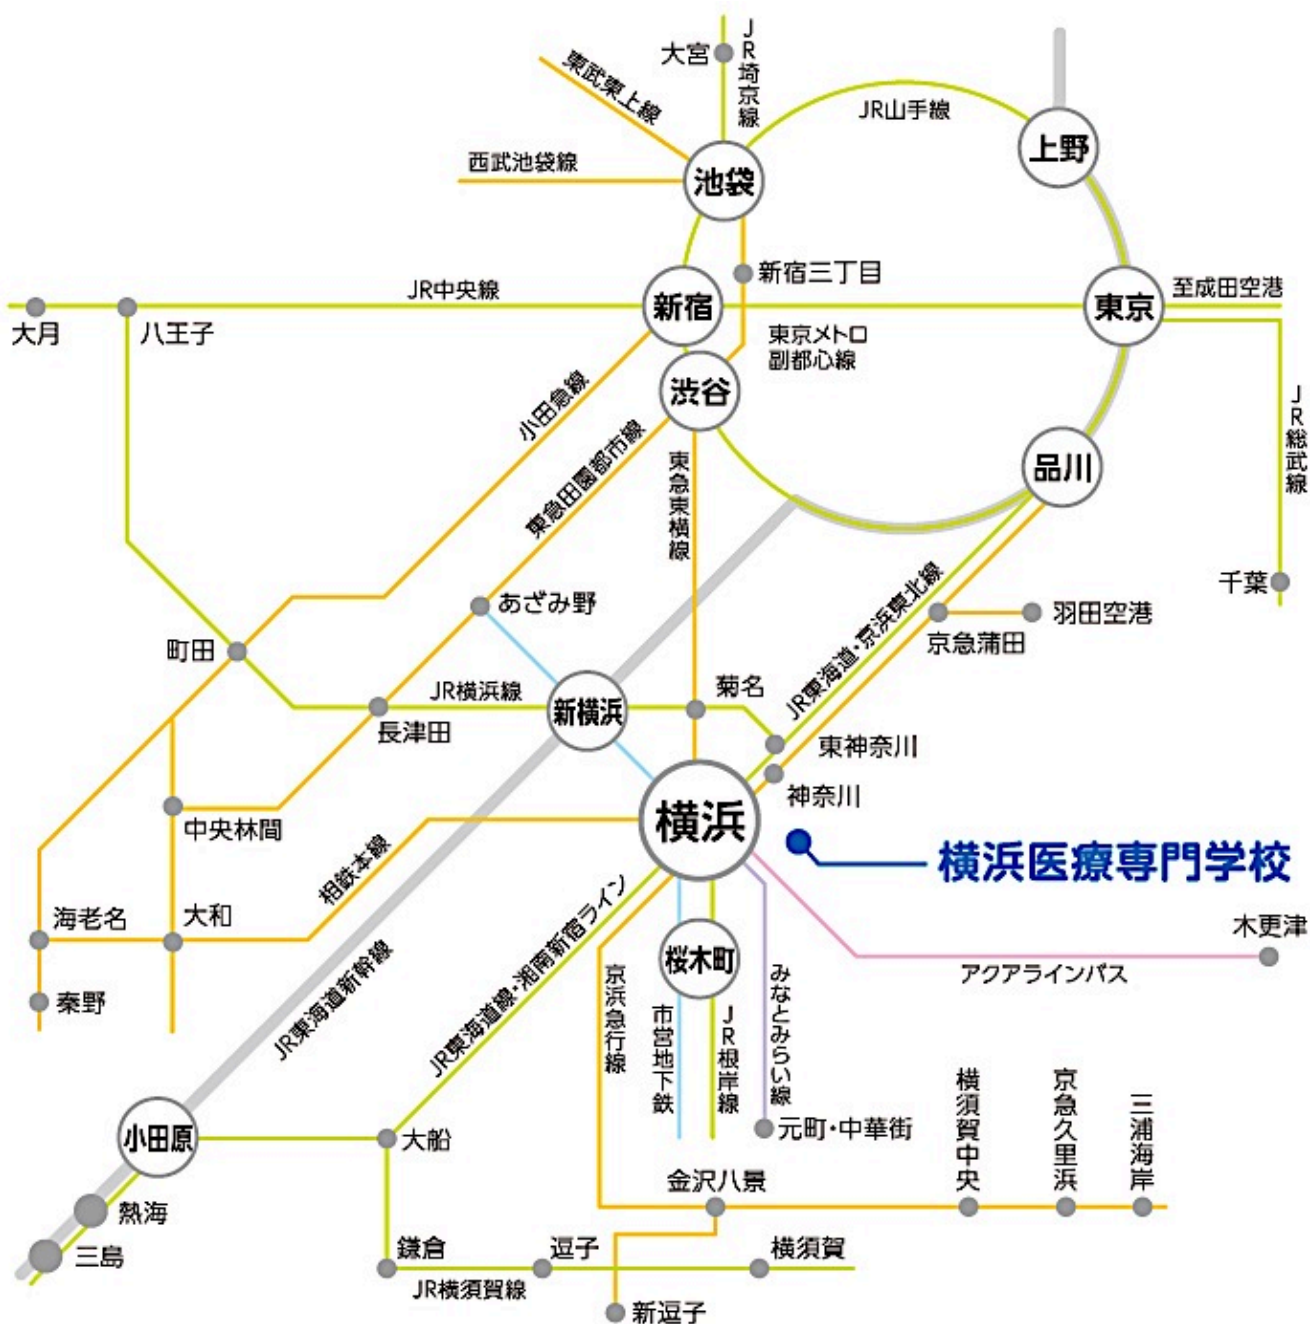 大宮
JR埼京線
東武東上線
JR山手線
上野
西武池袋線
池袋
新宿三丁目
JR中央線
新宿
東京
至成田空港
大月
八王子
東京メトロ
副都心線
渋谷
小田急線
東急田園都市線
東急東横線
品川
JR総武線
千葉
あざみ野
羽田空港
京急蒲田
JR東海道・京浜東北線
町田
JR横浜線
菊名
新横浜
長津田
東神奈川
神奈川
横浜
中央林間
横浜医療専門学校
相鉄本線
海老名
大和
木更津
アクアラインバス
桜木町
秦野
JR東海道新幹線
JR東海道線・湘南新宿ライン
京浜急行線
市営地下鉄
JR根岸線
みなとみらい線
元町・中華街
横須賀中央
京急久里浜
三浦海岸
小田原
大船
金沢八景
熱海
三島
鎌倉
逗子
横須賀
JR横須賀線
新逗子